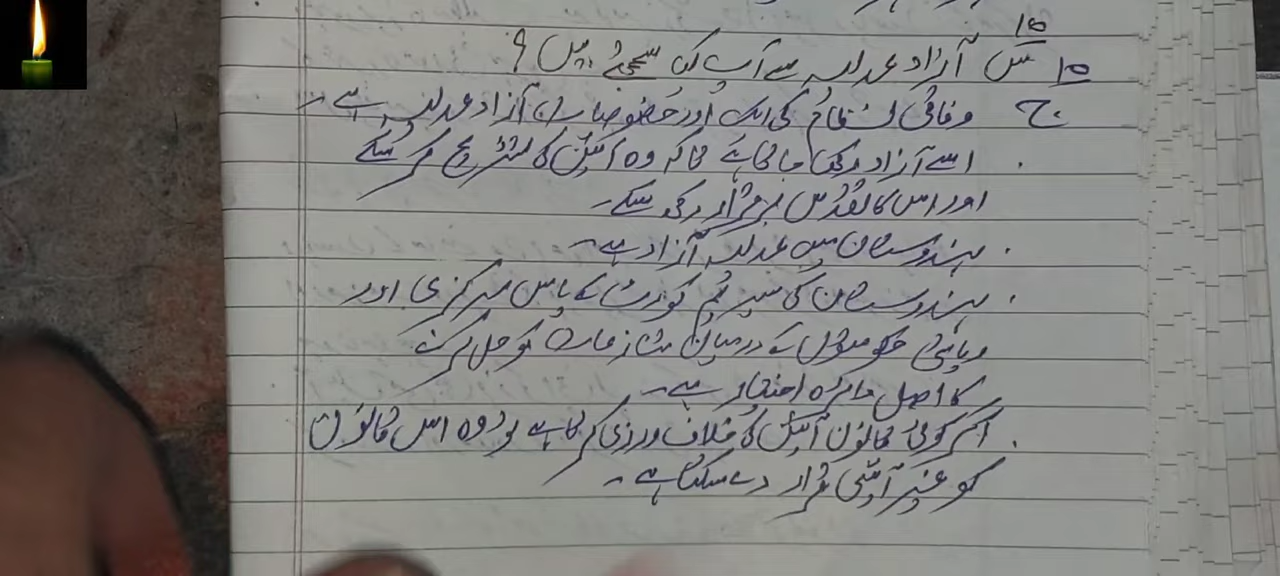 ۱۵
۱۵ س آزاد عدلیہ سے آپ کیا سمجھتے ہیں؟
ج وفاقی نظام کی ایک اور خصوصیات آزاد عدلیہ ہے۔
. اسے آزاد رکھا جاتا ہے تاکہ وہ آئین کی تشریح کر سکے
اور اس کا تقدس برقرار رکھ سکے۔
. ہندوستان میں عدلیہ آزاد ہے۔
. ہندوستان کی سپریم کورٹ کے پاس مرکزی اور
ریاستی حکومتوں کے درمیان تنازعات کو حل کرنے
کا اصل دائرہ اختیار ہے۔
. اگر کوئی قانون آئین کی خلاف ورزی کرتا ہے تو وہ اس قانون
کو غیر آئینی قرار دے سکتا ہے۔